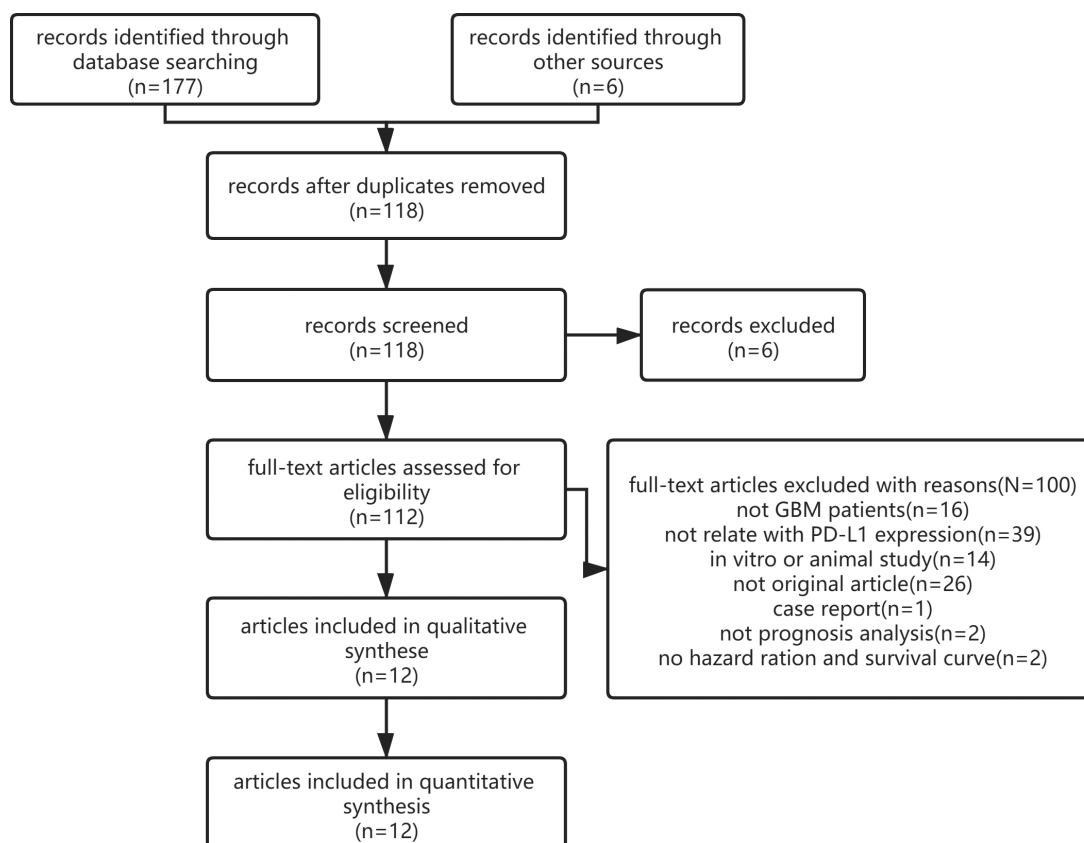 records identified through
database searching
(n=177)
records identified through
other sources
(n=6)
records after duplicates removed
(n=118)
records screened
(n=118)
records excluded
(n=6)
full-text articles assessed for
eligibility
(n=112)
full-text articles excluded with reasons(N=100)
not GBM patients(n=16)
not relate with PD-L1 expression(n=39)
in vitro or animal study(n=14)
not original article(n=26)
case report(n=1)
not prognosis analysis(n=2)
no hazard ration and survival curve(n=2)
articles included in qualitative
synthese
(n=12)
articles included in quantitative
synthesis
(n=12)